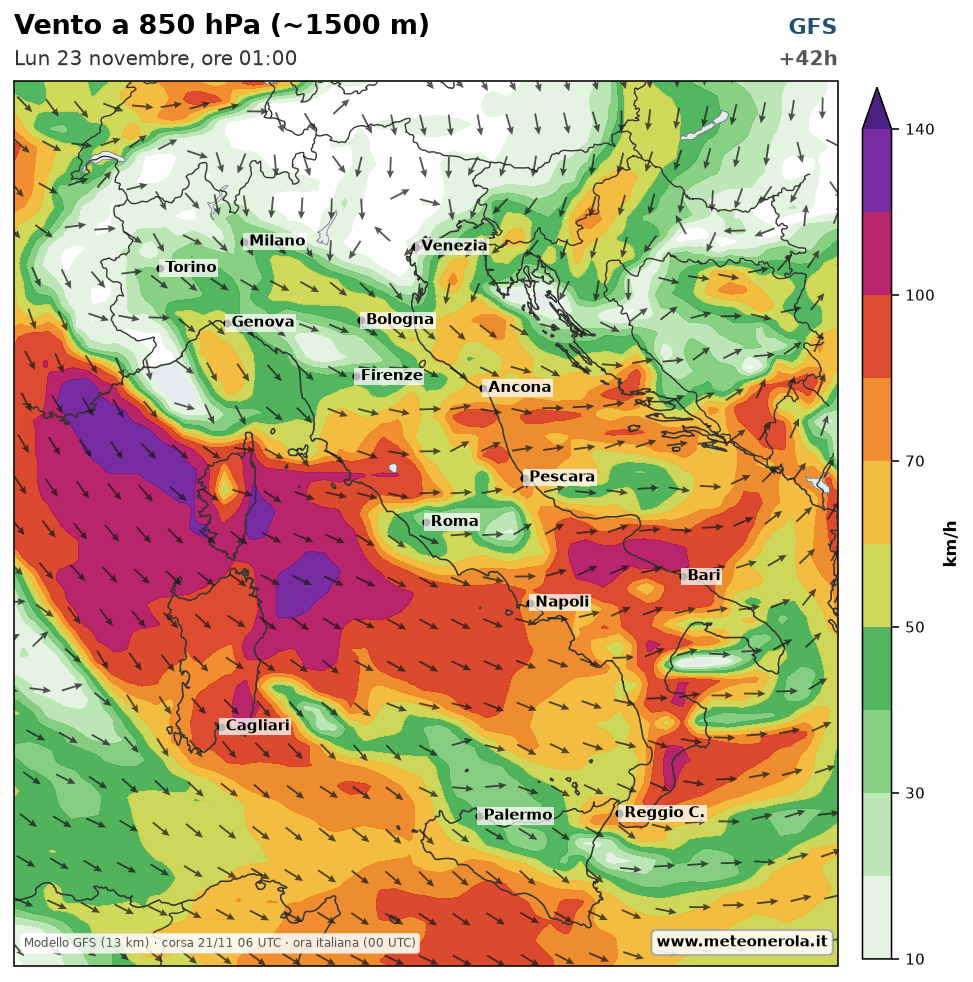 Vento a 850 hPa (~1500 m)
GFS
Lun 23 novembre, ore 01:00
+42h
140
Milano
Venezia
Torino
100
Genova
Bologna
Firenze
Ancona
70
Pescara
Roma
km/h
Bari
Napoli
50
Cagliari
30
Palermo
Reggio C.
Modello GFS (13 km) · corsa 21/11 06 UTC · ora italiana (00 UTC)
www.meteonerola.it
10